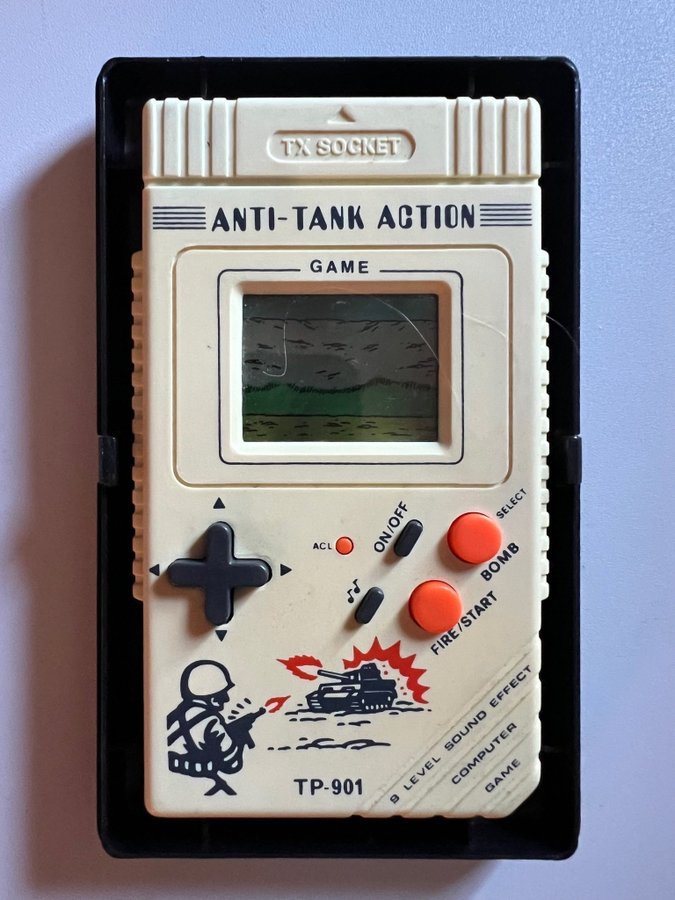 TX SOCKET
ANTI-TANK ACTION
GAME
SELECT
ON/OFF
ACL
BOMB
FIRE/START
TP-901
9 LEVEL SOUND EFFECT
COMPUTER
GAME